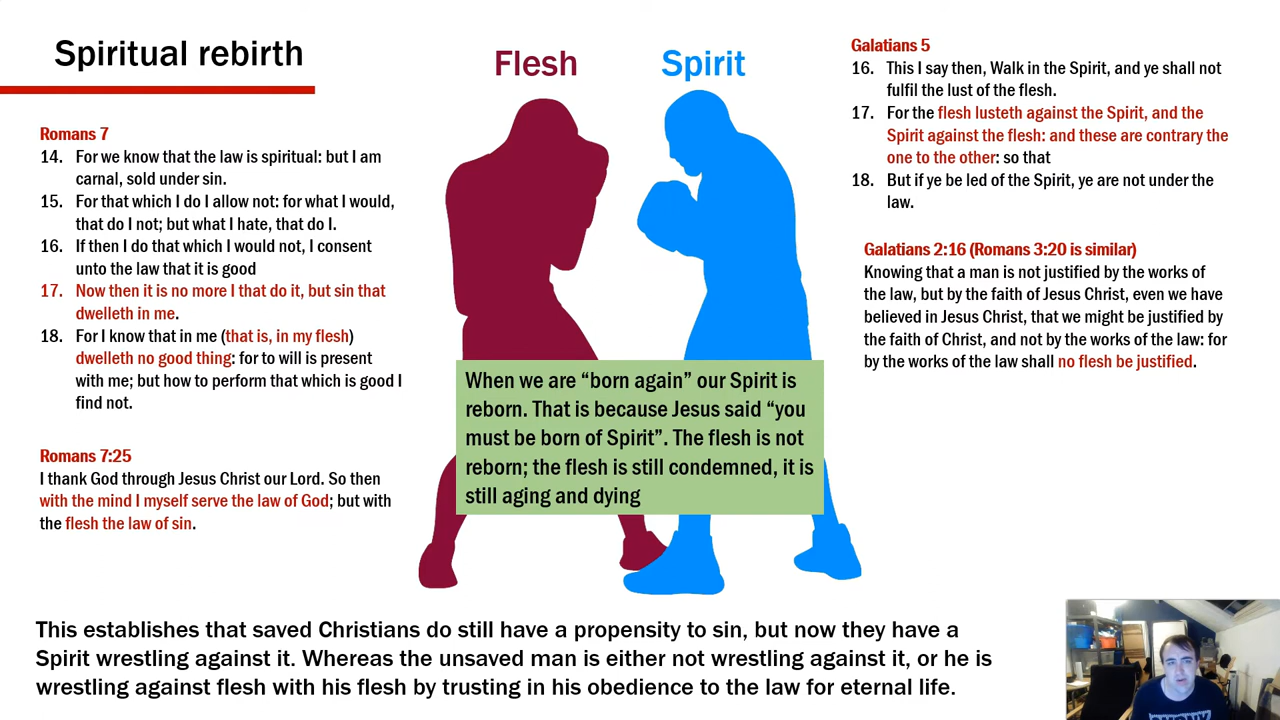 Spiritual rebirth
Romans 7
14. For we know that the law is spiritual: but I am
carnal, sold under sin.
15. For that which I do I allow not: for what I would,
that do I not; but what I hate, that do I.
16. If then I do that which I would not, I consent
unto the law that it is good
17. Now then it is no more I that do it, but sin that
dwelleth in me.
18. For I know that in me (that is, in my flesh)
dwelleth no good thing: for to will is present
with me; but how to perform that which is good I
find not.
Romans 7:25
I thank God through Jesus Christ our Lord. So then
with the mind I myself serve the law of God; but with
the flesh the law of sin.
Flesh
Spirit
When we are “born again” our Spirit is
reborn. That is because Jesus said “you
must be born of Spirit”. The flesh is not
reborn; the flesh is still condemned, it is
still aging and dying
Galatians 5
16. This I say then, Walk in the Spirit, and ye shall not
fulfil the lust of the flesh.
17. For the flesh lusteth against the Spirit, and the
Spirit against the flesh: and these are contrary the
one to the other: so that
18. But if ye be led of the Spirit, ye are not under the
law.
Galatians 2:16 (Romans 3:20 is similar)
Knowing that a man is not justified by the works of
the law, but by the faith of Jesus Christ, even we have
believed in Jesus Christ, that we might be justified by
the faith of Christ, and not by the works of the law: for
by the works of the law shall no flesh be justified.
This establishes that saved Christians do still have a propensity to sin, but now they have a
Spirit wrestling against it. Whereas the unsaved man is either not wrestling against it, or he is
wrestling against flesh with his flesh by trusting in his obedience to the law for eternal life.